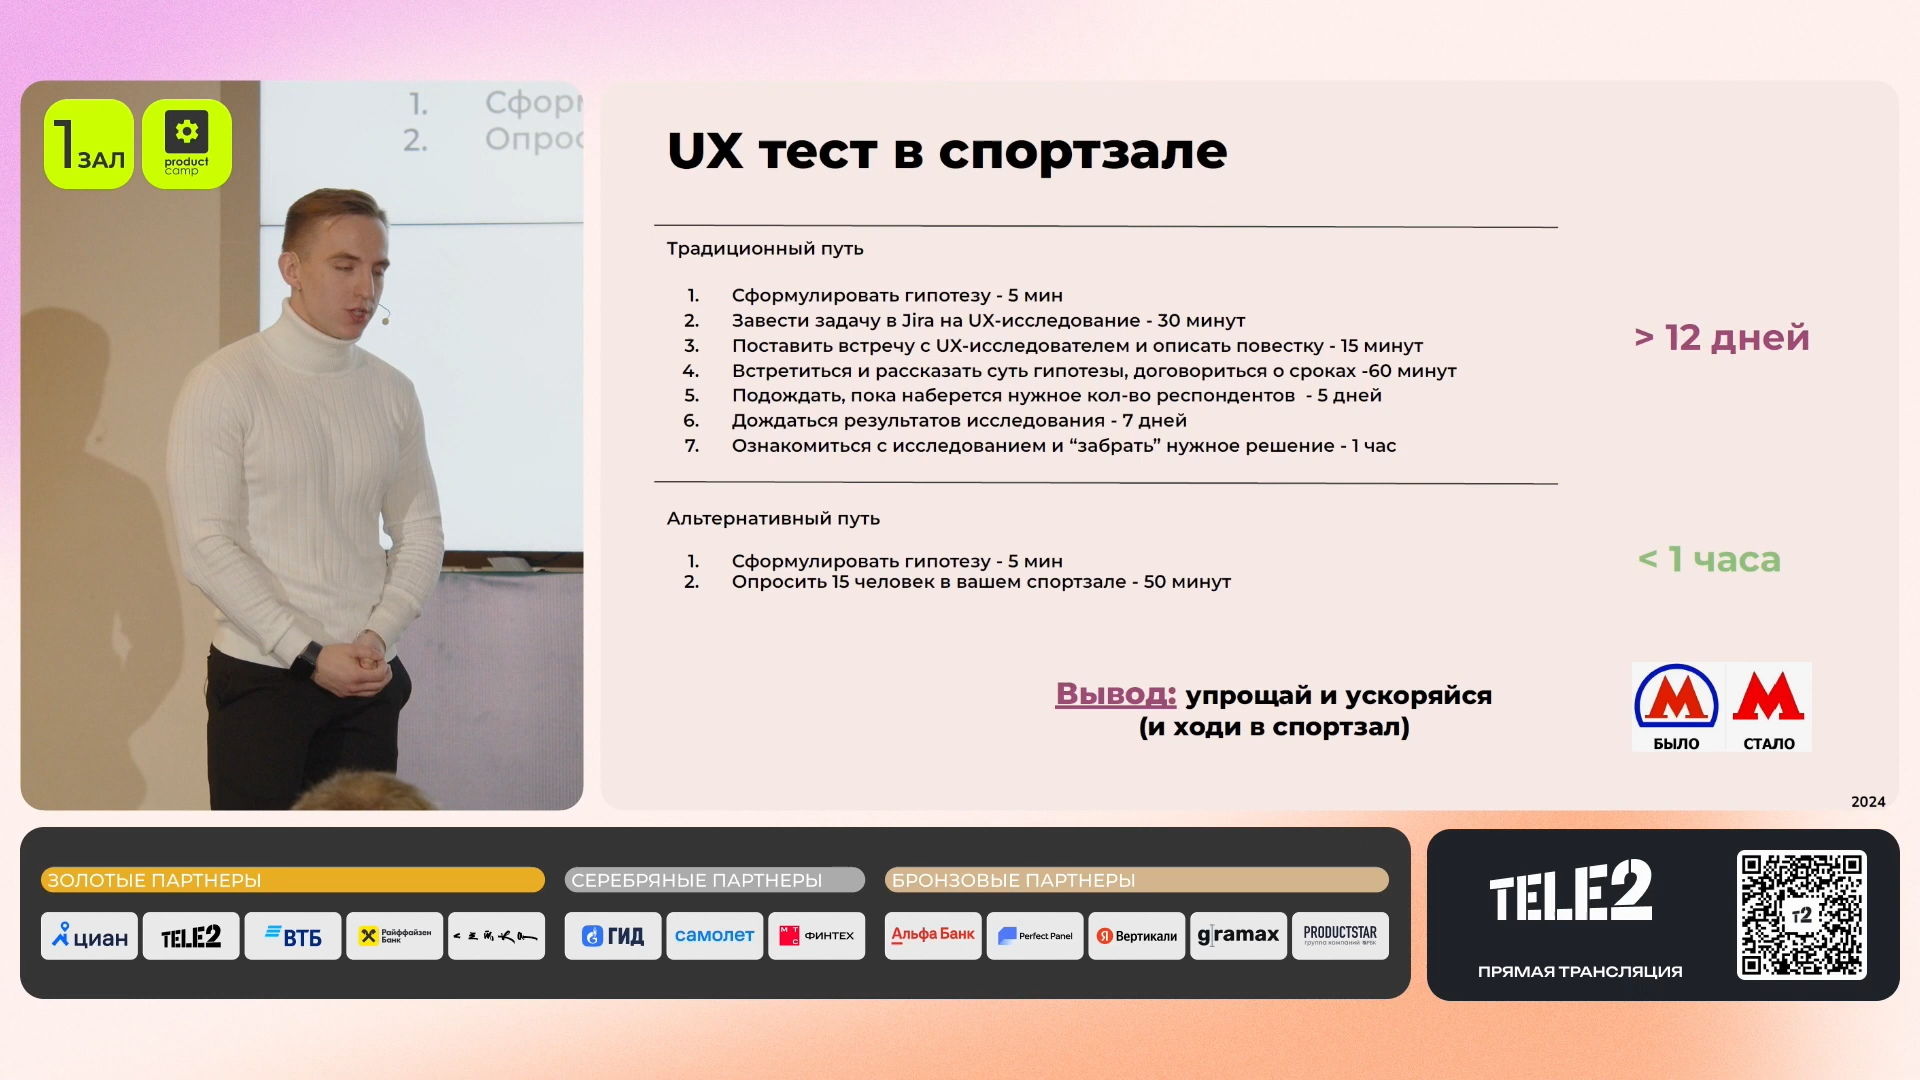 1 ЗАЛ
product
camp
1. Сформ
2. Опрос
UX тест в спортзале
Традиционный путь
1. Сформулировать гипотезу - 5 мин
2. Завести задачу в Jira на UX-исследование - 30 минут
3. Поставить встречу с UX-исследователем и описать повестку - 15 минут
4. Встретиться и рассказать суть гипотезы, договориться о сроках -60 минут
5. Подождать, пока наберется нужное кол-во респондентов - 5 дней
6. Дождаться результатов исследования - 7 дней
7. Ознакомиться с исследованием и “забрать” нужное решение - 1 час
> 12 дней
Альтернативный путь
1. Сформулировать гипотезу - 5 мин
2. Опросить 15 человек в вашем спортзале - 50 минут
< 1 часа
Вывод: упрощай и ускоряйся
(и ходи в спортзал)
БЫЛО СТАЛО
2024
ЗОЛОТЫЕ ПАРТНЕРЫ
циан TELE2 ВТБ Райффайзен Банк
СЕРЕБРЯНЫЕ ПАРТНЕРЫ
ГИД самолет МТС ФИНТЕХ
БРОНЗОВЫЕ ПАРТНЕРЫ
Альфа Банк Perfect Panel Я Вертикали gramax PRODUCTSTAR
группа компаний РБК
TELE2
T2
ПРЯМАЯ ТРАНСЛЯЦИЯ